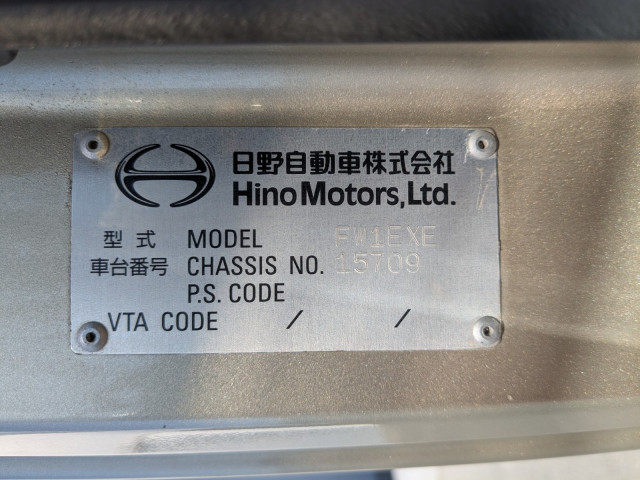 日野自動車株式会社
Hino Motors, Ltd.
型式 MODEL FW1EXE
車台番号 CHASSIS NO. 15709
P.S. CODE
VTA CODE / /